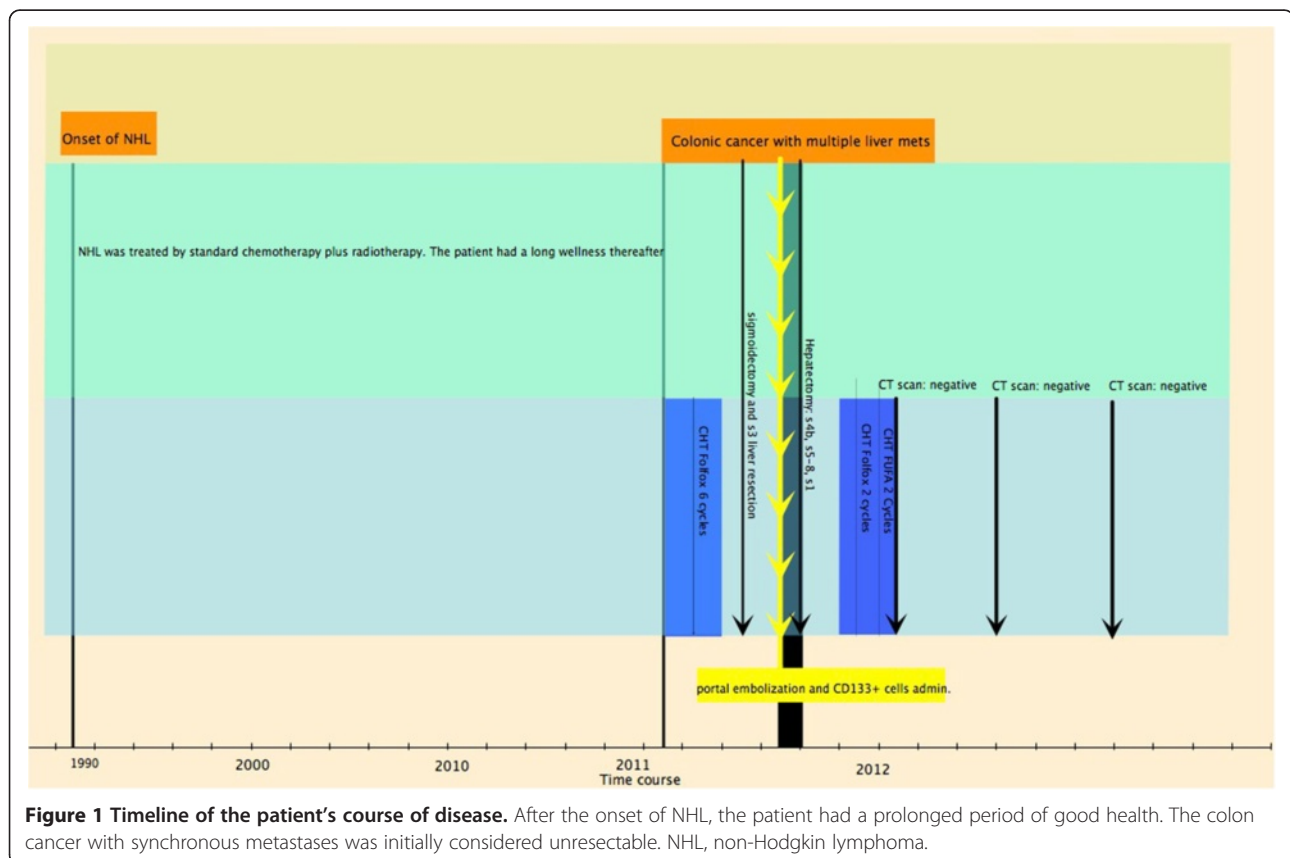 Onset of NHL
Colonic cancer with multiple liver mets
NHL was treated by standard chemotherapy plus radiotherapy. The patient had a long wellness thereafter
CHT Folfox 6 cycles
sigmoidectomy and s3 liver resection
Hepatectomy: s4b, s5-8, s1
CHT Folfox 2 cycles
CHT FUFA 2 Cycles
CT scan: negative
CT scan: negative
CT scan: negative
portal embolization and CD133+ cells admin.
1990 2000 2010 2011 2012
Time course
Figure 1 Timeline of the patient’s course of disease. After the onset of NHL, the patient had a prolonged period of good health. The colon
cancer with synchronous metastases was initially considered unresectable. NHL, non-Hodgkin lymphoma.